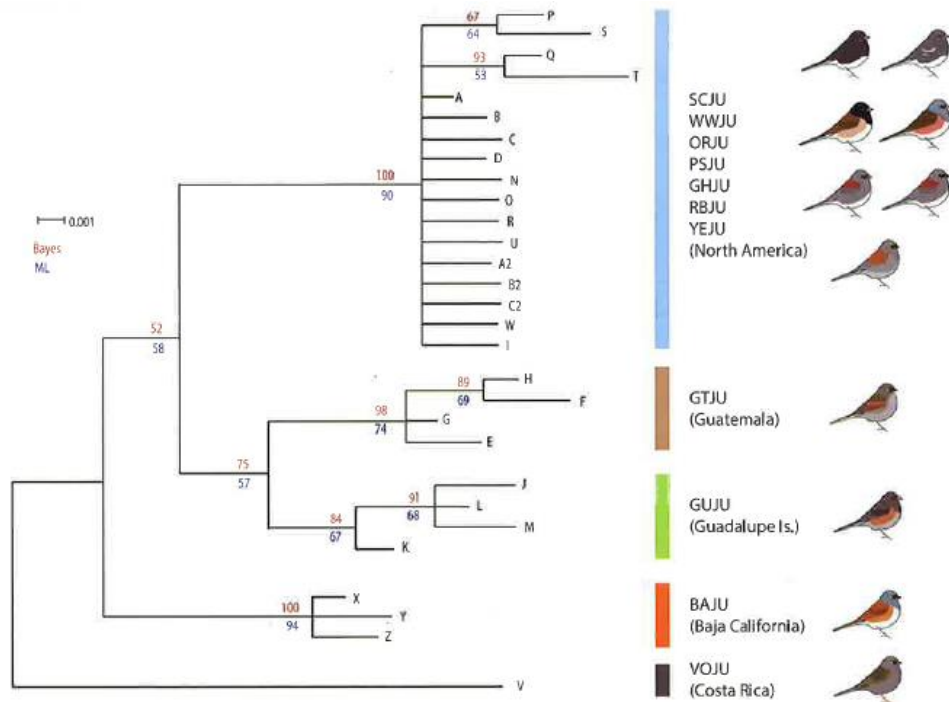 67
64
P
S
93
53
Q
T
A
B
C
D
100
90
N
O
R
U
A2
B2
C2
W
I
0.001
Bayes
ML
SCJU
WWJU
ORJU
PSJU
GHJU
RBJU
YEJU
(North America)
52
58
89
69
H
F
98
74
G
E
GTJU
(Guatemala)
75
57
91
68
J
L
M
84
67
K
GUJU
(Guadalupe Is.)
100
94
X
Y
Z
BAJU
(Baja California)
V
VOJU
(Costa Rica)